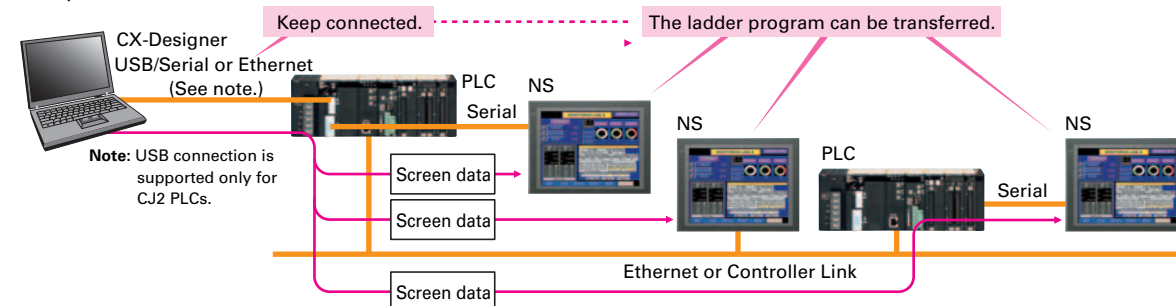 Keep connected.
The ladder program can be transferred.
CX-Designer
USB/Serial or Ethernet
(See note.)
PLC
NS
Serial
Note: USB connection is
supported only for
CJ2 PLCs.
Screen data
NS
PLC
NS
Serial
Screen data
Ethernet or Controller Link
Screen data